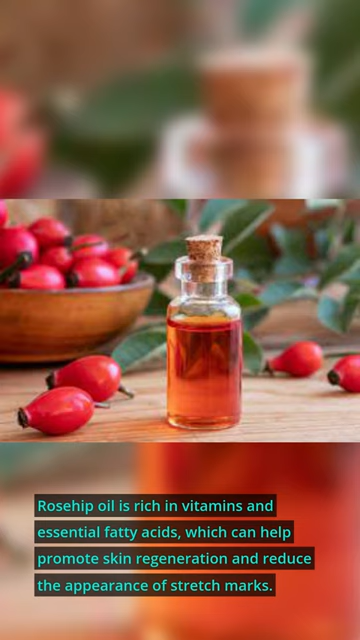 Rosehip oil is rich in vitamins and
essential fatty acids, which can help
promote skin regeneration and reduce
the appearance of stretch marks.